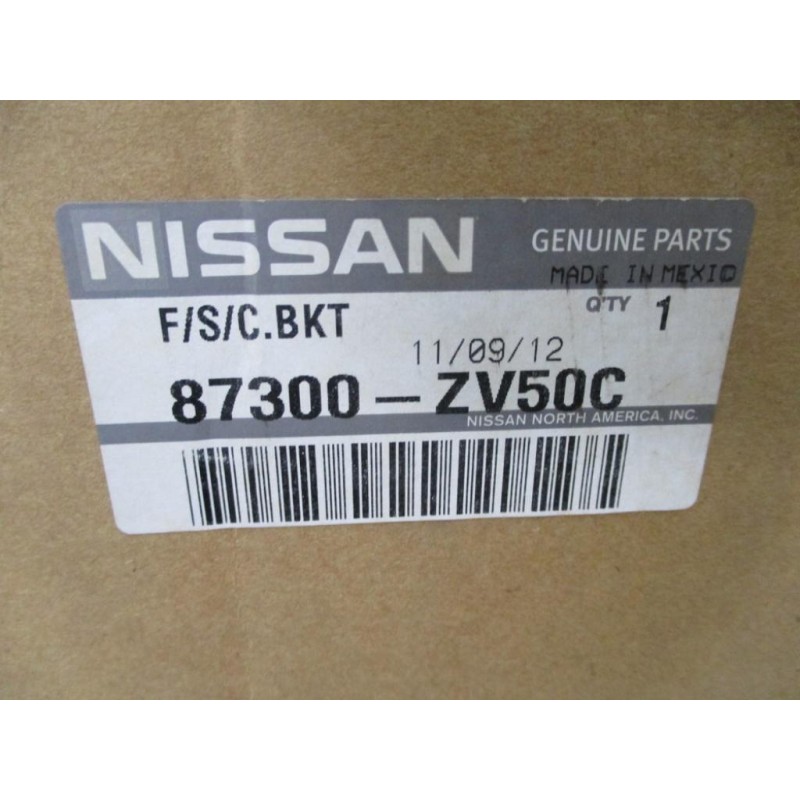 NISSAN GENUINE PARTS
MADE IN MEXICO
F/S/C.BKT Q'TY 1
11/09/12
87300-ZV50C
NISSAN NORTH AMERICA, INC.